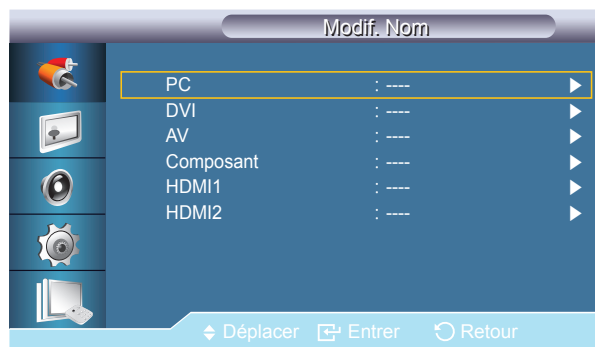 Modif. Nom
PC : ----
DVI : ----
AV : ----
Composant : ----
HDMI1 : ----
HDMI2 : ----
Déplacer Entrer Retour